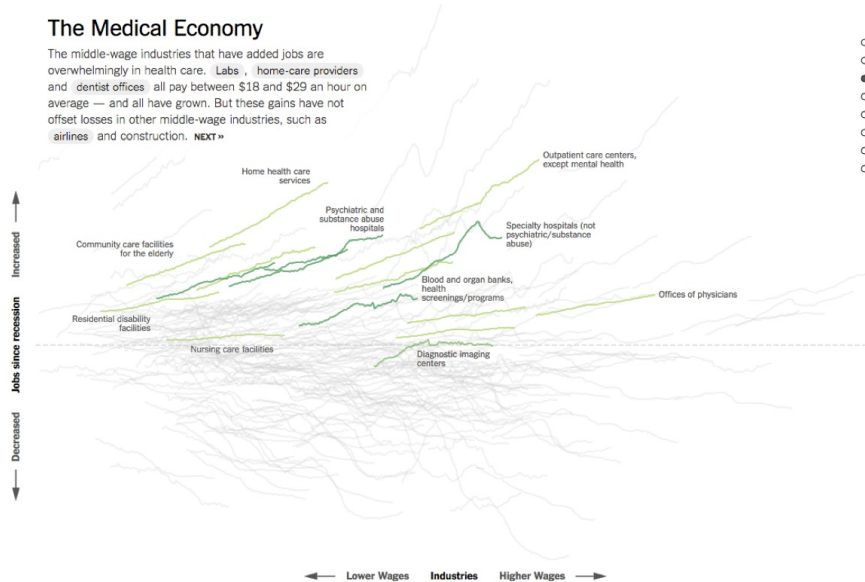 The Medical Economy
The middle-wage industries that have added jobs are
overwhelmingly in health care. Labs , home-care providers
and dentist offices all pay between $18 and $29 an hour on
average — and all have grown. But these gains have not
offset losses in other middle-wage industries, such as
airlines and construction. NEXT »
Outpatient care centers,
except mental health
Home health care
services
Psychiatric and
substance abuse
hospitals
Specialty hospitals (not
psychiatric/substance
abuse)
Community care facilities
for the elderly
Blood and organ banks,
health
screenings/programs
Offices of physicians
Residential disability
facilities
Nursing care facilities
Diagnostic imaging
centers
Increased
Jobs since recession
Decreased
Lower Wages Industries Higher Wages